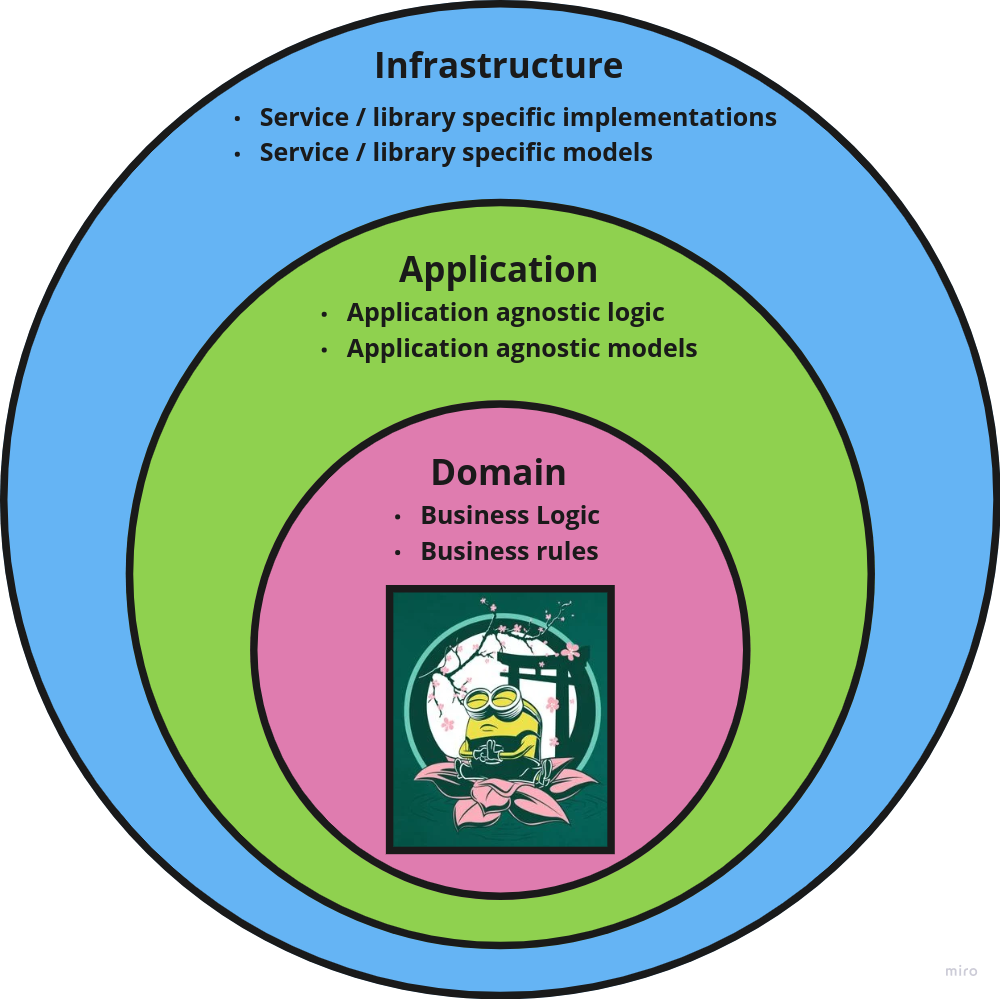 Infrastructure
• Service / library specific implementations
• Service / library specific models
Application
• Application agnostic logic
• Application agnostic models
Domain
• Business Logic
• Business rules
miro